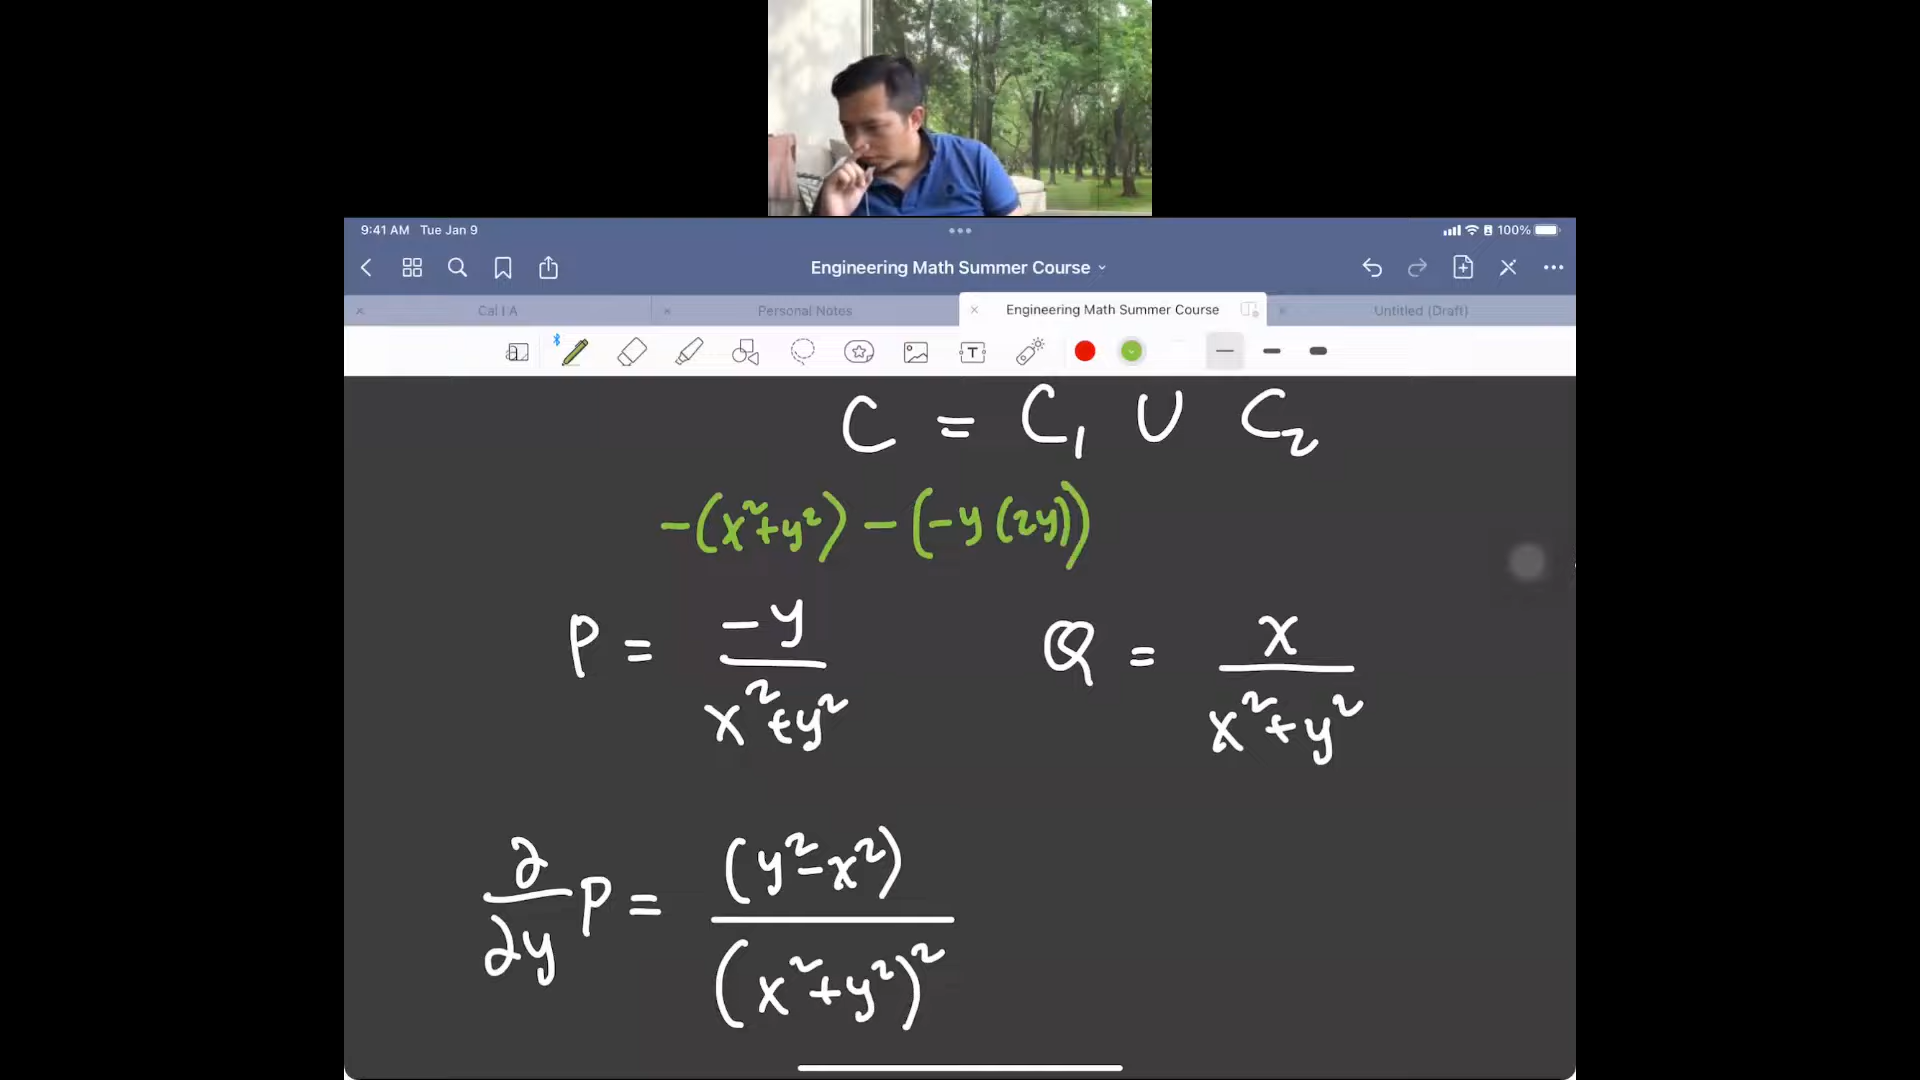 9:41 AM Tue Jan 9
100%
Engineering Math Summer Course
Cal I A
Personal Notes
Engineering Math Summer Course
Untitled (Draft)
C = C₁ ∪ C₂
-(x²+y²) - (-y(2y))
P = -y / x²+y²
Q = x / x²+y²
∂/∂y P = (y²-x²) / (x²+y²)²